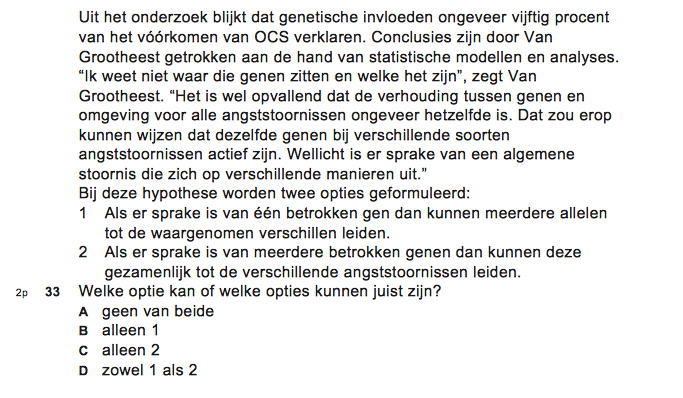 Uit het onderzoek blijkt dat genetische invloeden ongeveer vijftig procent
van het vóórkomen van OCS verklaren. Conclusies zijn door Van
Grootheest getrokken aan de hand van statistische modellen en analyses.
“Ik weet niet waar die genen zitten en welke het zijn”, zegt Van
Grootheest. “Het is wel opvallend dat de verhouding tussen genen en
omgeving voor alle angststoornissen ongeveer hetzelfde is. Dat zou erop
kunnen wijzen dat dezelfde genen bij verschillende soorten
angststoornissen actief zijn. Wellicht is er sprake van een algemene
stoornis die zich op verschillende manieren uit.”
Bij deze hypothese worden twee opties geformuleerd:
1 Als er sprake is van één betrokken gen dan kunnen meerdere allelen
tot de waargenomen verschillen leiden.
2 Als er sprake is van meerdere betrokken genen dan kunnen deze
gezamenlijk tot de verschillende angststoornissen leiden.
2p 33 Welke optie kan of welke opties kunnen juist zijn?
A geen van beide
B alleen 1
C alleen 2
D zowel 1 als 2